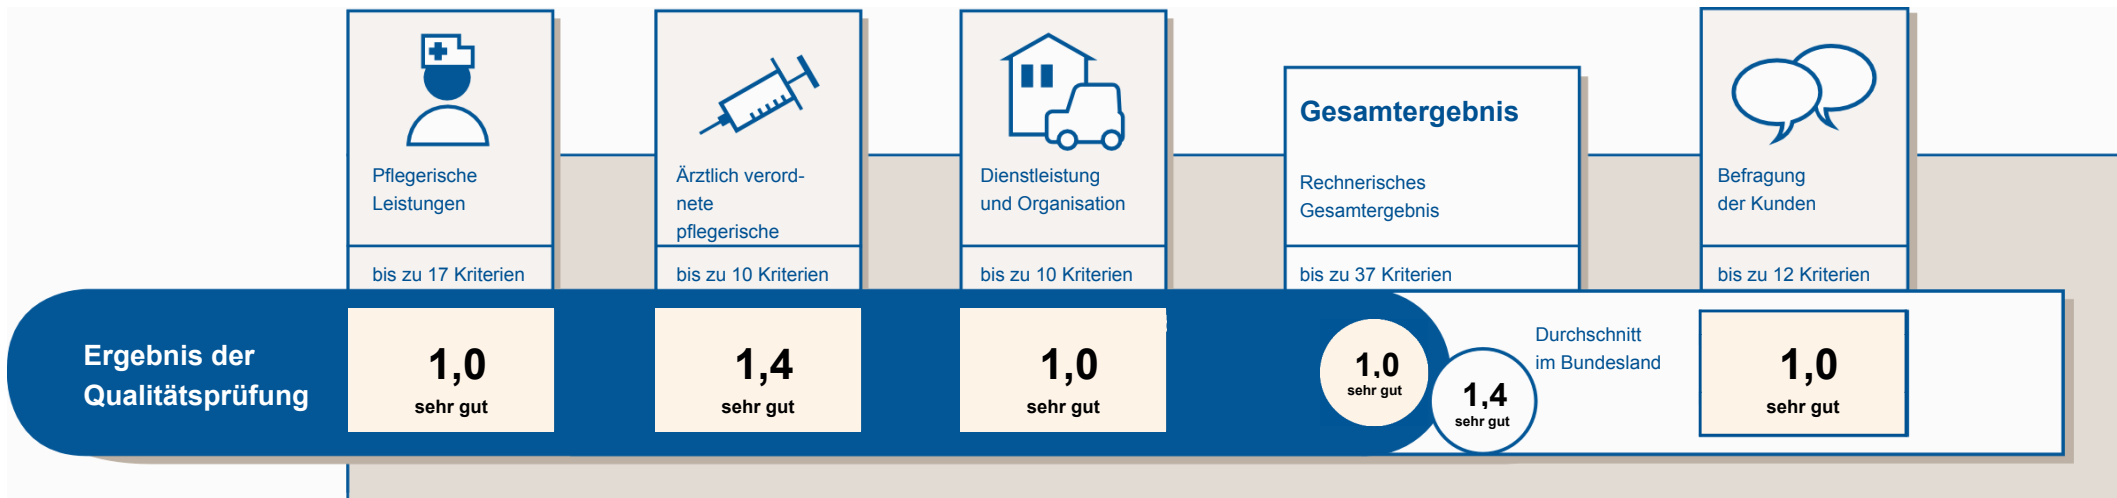 Pflegerische
Leistungen
bis zu 17 Kriterien
Ärztlich verord-
nete
pflegerische
bis zu 10 Kriterien
Dienstleistung
und Organisation
bis zu 10 Kriterien
Gesamtergebnis
Rechnerisches
Gesamtergebnis
bis zu 37 Kriterien
Befragung
der Kunden
bis zu 12 Kriterien
Ergebnis der
Qualitätsprüfung
1,0
sehr gut
1,4
sehr gut
1,0
sehr gut
1,0
sehr gut
1,4
sehr gut
Durchschnitt
im Bundesland
1,0
sehr gut